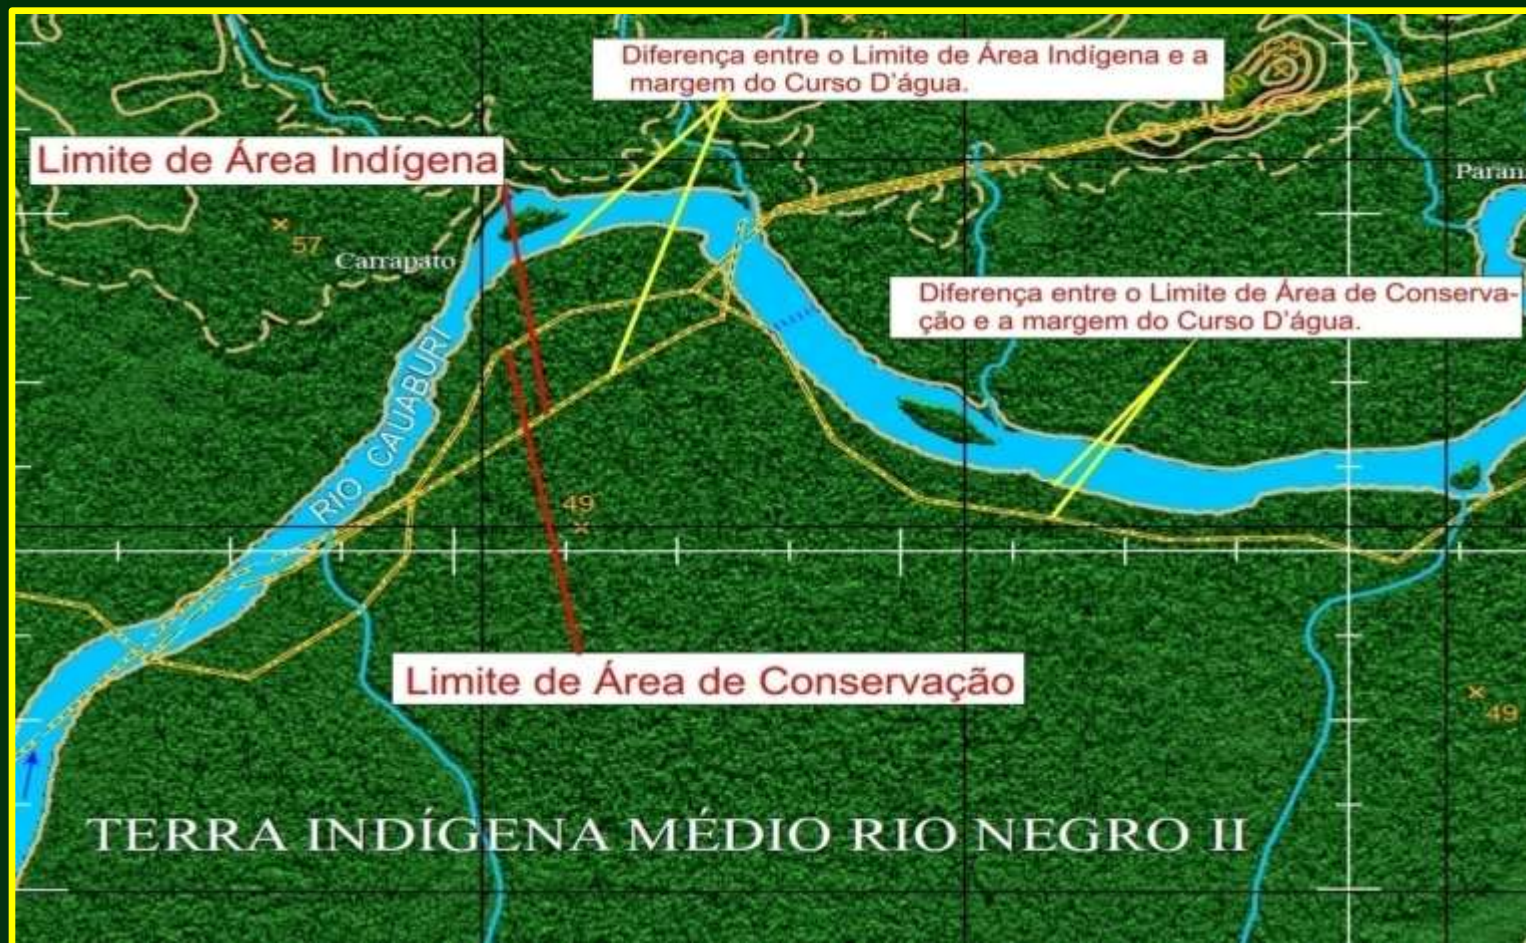 Diferença entre o Limite de Área Indígena e a
margem do Curso D'água.
Limite de Área Indígena
57
Carrapato
Diferença entre o Limite de Área de Conserva-
ção e a margem do Curso D'água.
RIO CAUABURI
49
Limite de Área de Conservação
49
TERRA INDÍGENA MÉDIO RIO NEGRO II